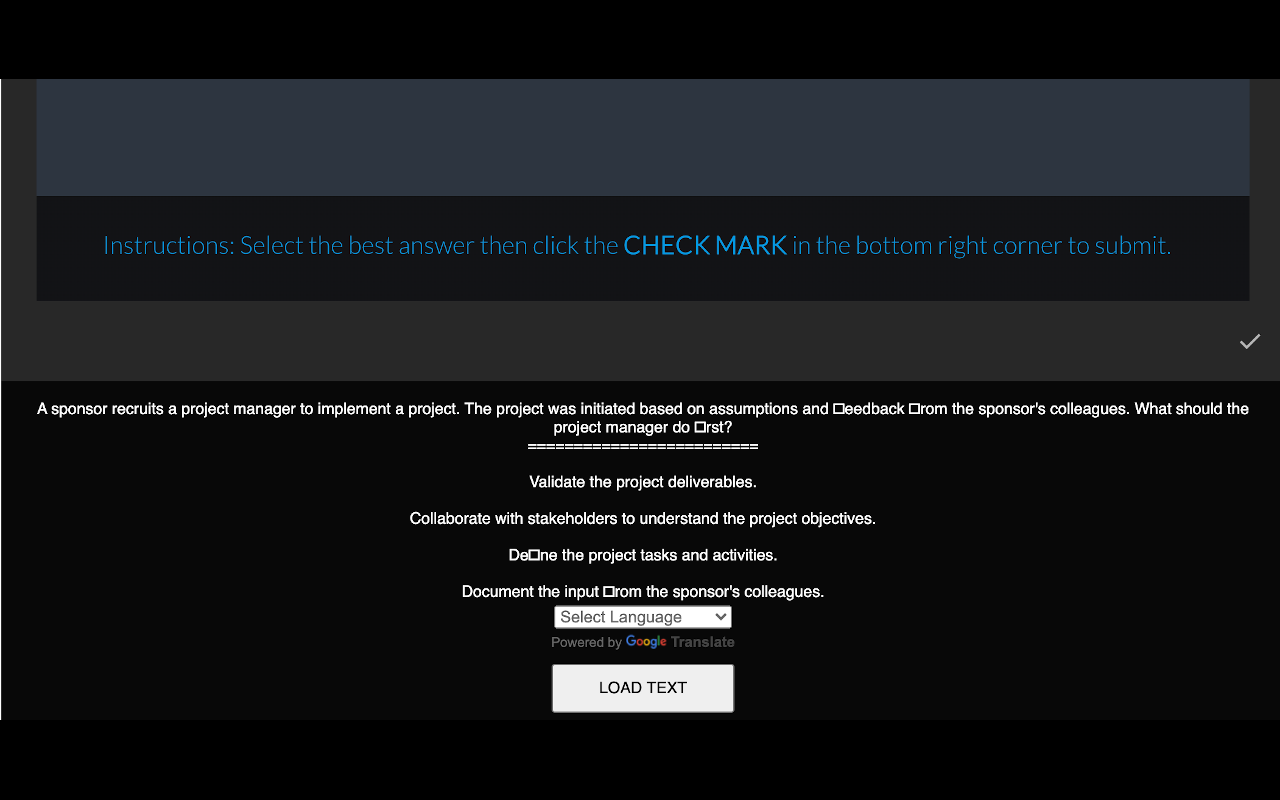 Instructions: Select the best answer then click the CHECK MARK in the bottom right corner to submit.
A sponsor recruits a project manager to implement a project. The project was initiated based on assumptions and □eedback □rom the sponsor's colleagues. What should the
project manager do □rst?
=========================
Validate the project deliverables.
Collaborate with stakeholders to understand the project objectives.
De□ne the project tasks and activities.
Document the input □rom the sponsor's colleagues.
Select Language
Powered by Google Translate
LOAD TEXT